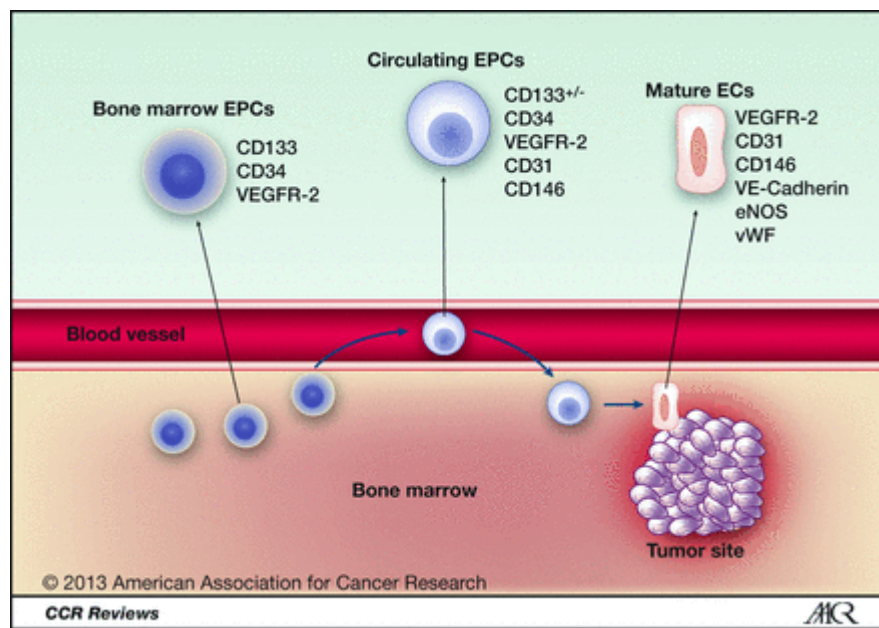 Circulating EPCs
CD133+/-
CD34
VEGFR-2
CD31
CD146
Bone marrow EPCs
CD133
CD34
VEGFR-2
Mature ECs
VEGFR-2
CD31
CD146
VE-Cadherin
eNOS
vWF
Blood vessel
Bone marrow
Tumor site
© 2013 American Association for Cancer Research
CCR Reviews
AACR